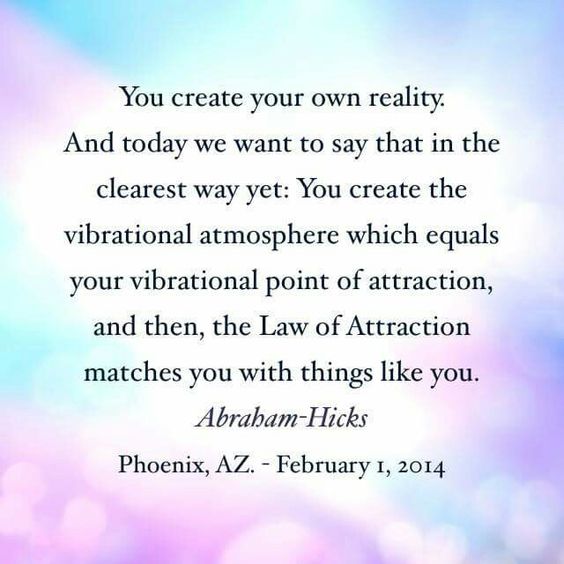 You create your own reality.
And today we want to say that in the
clearest way yet: You create the
vibrational atmosphere which equals
your vibrational point of attraction,
and then, the Law of Attraction
matches you with things like you.
Abraham-Hicks
Phoenix, AZ. - February 1, 2014